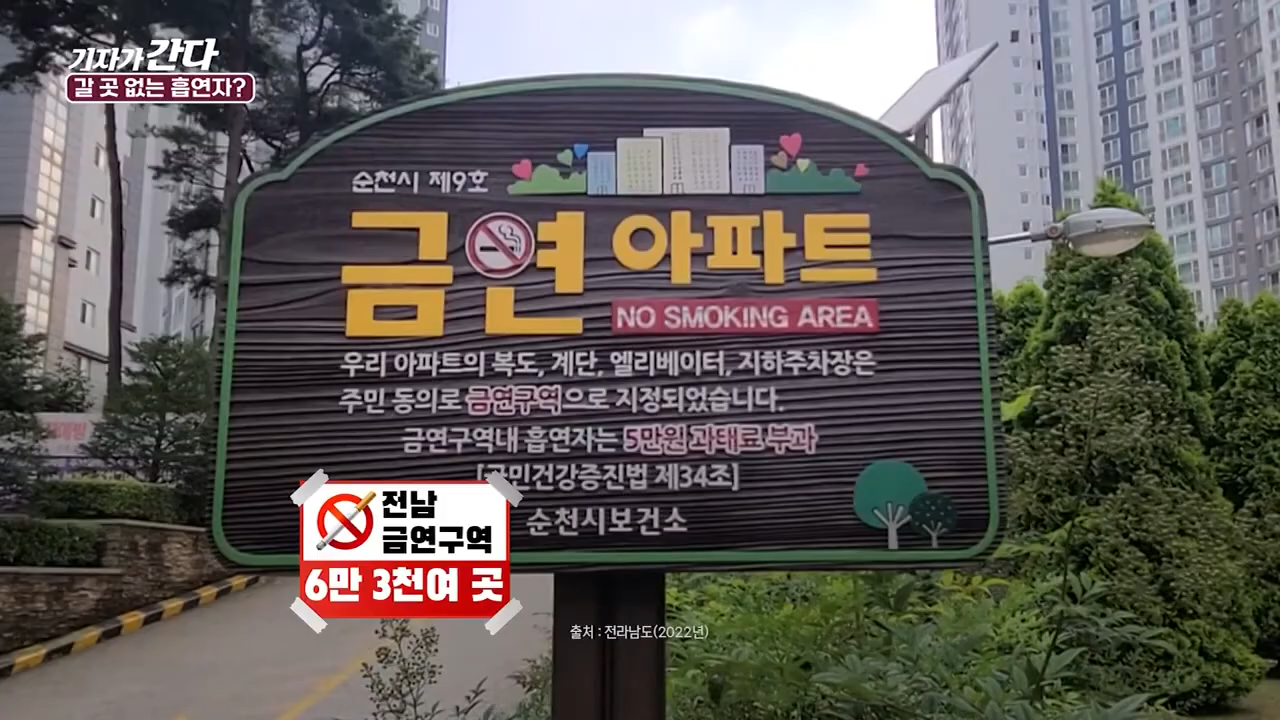 기자가 간다
갈 곳 없는 흡연자?
순천시 제9호
금연 아파트
NO SMOKING AREA
우리 아파트의 복도, 계단, 엘리베이터, 지하주차장은
주민 동의로 금연구역으로 지정되었습니다.
금연구역내 흡연자는 5만원 과태료 부과
민건강증진법 제34조]
순천시보건소
전남
금연구역
6만 3천여 곳
출처 : 전라남도(2022년)